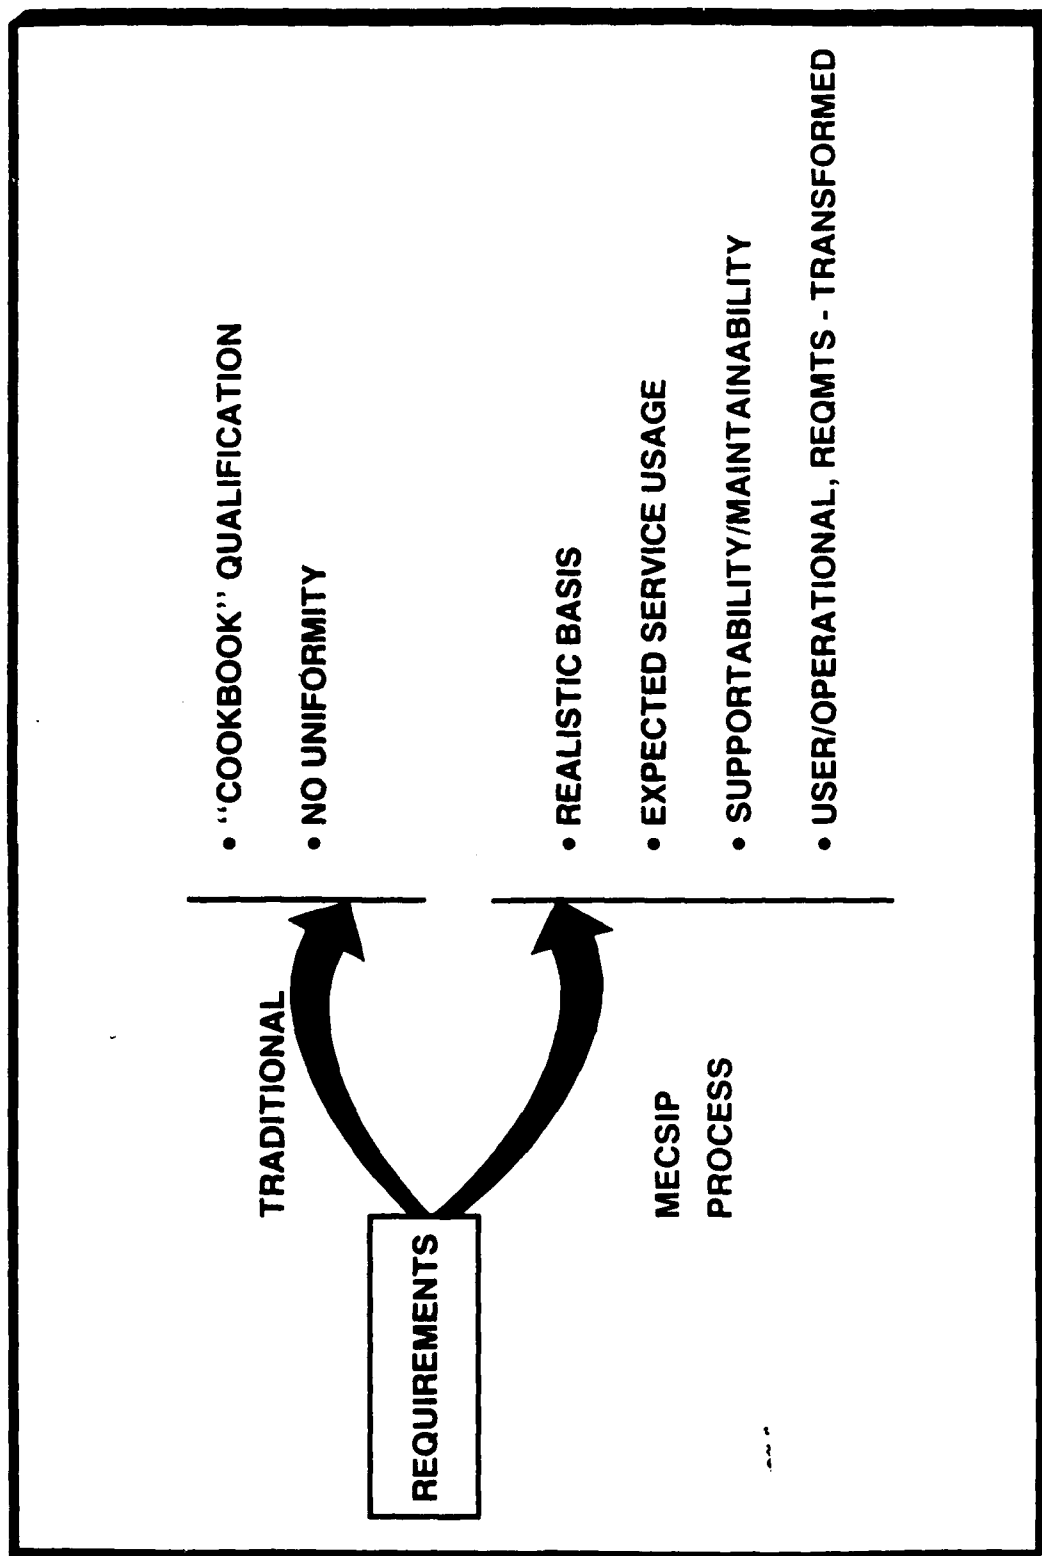 REQUIREMENTS
TRADITIONAL
• "COOKBOOK" QUALIFICATION
• NO UNIFORMITY
MECSIP
PROCESS
• REALISTIC BASIS
• EXPECTED SERVICE USAGE
• SUPPORTABILITY/MAINTAINABILITY
• USER/OPERATIONAL, REQMTS - TRANSFORMED